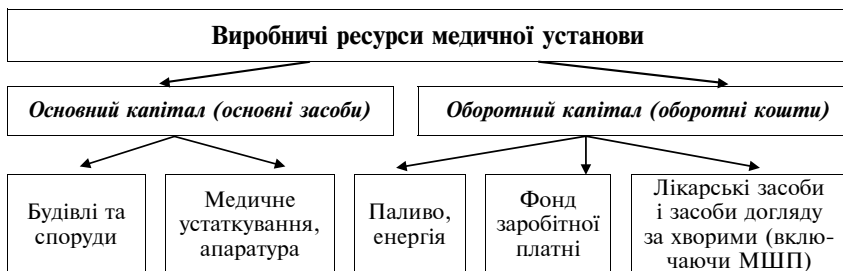 Виробничі ресурси медичної установи
Основний капітал (основні засоби)
Оборотний капітал (оборотні кошти)
Будівлі та
споруди
Медичне
устаткування,
апаратура
Паливо,
енергія
Фонд
заробітної
платні
Лікарські засоби
і засоби догляду
за хворими (вклю-
чаючи МШП)